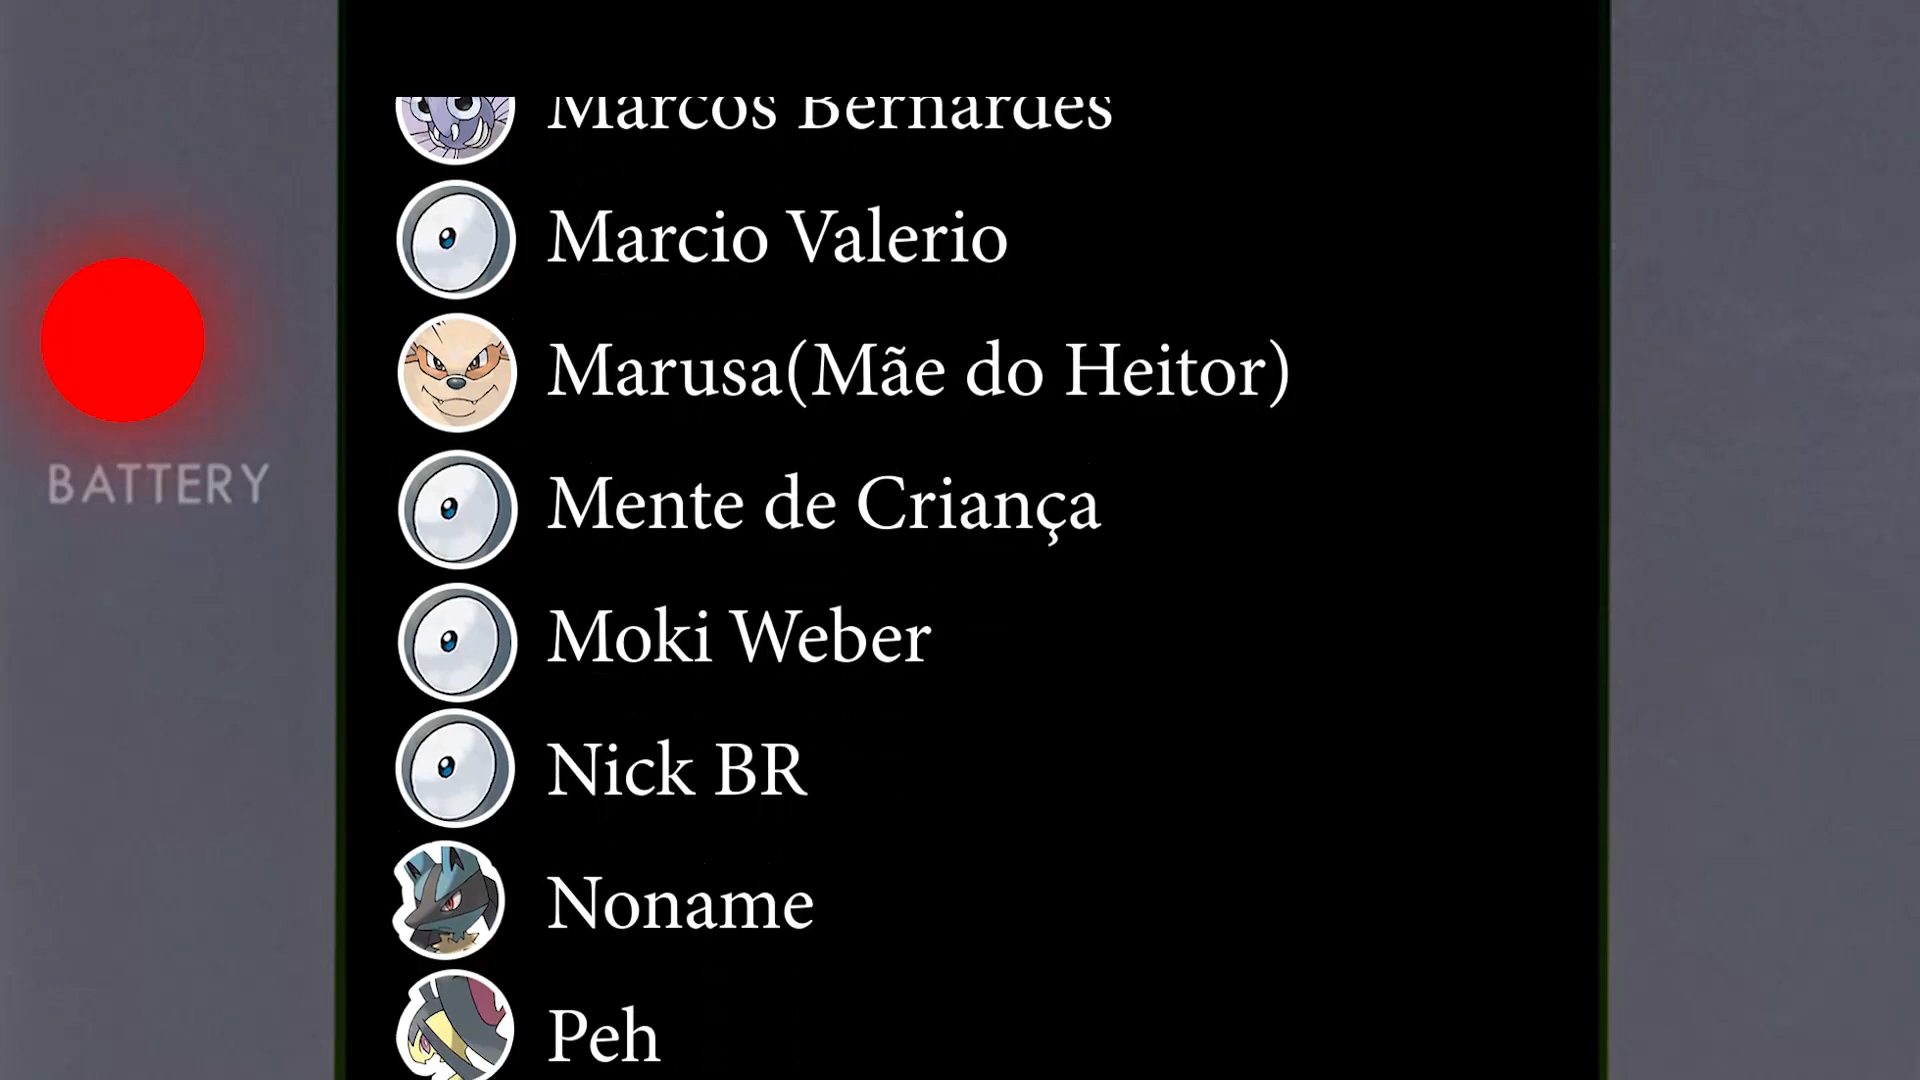 Marcos Bernardes
Marcio Valerio
Marusa(Mãe do Heitor)
BATTERY
Mente de Criança
Moki Weber
Nick BR
Noname
Peh